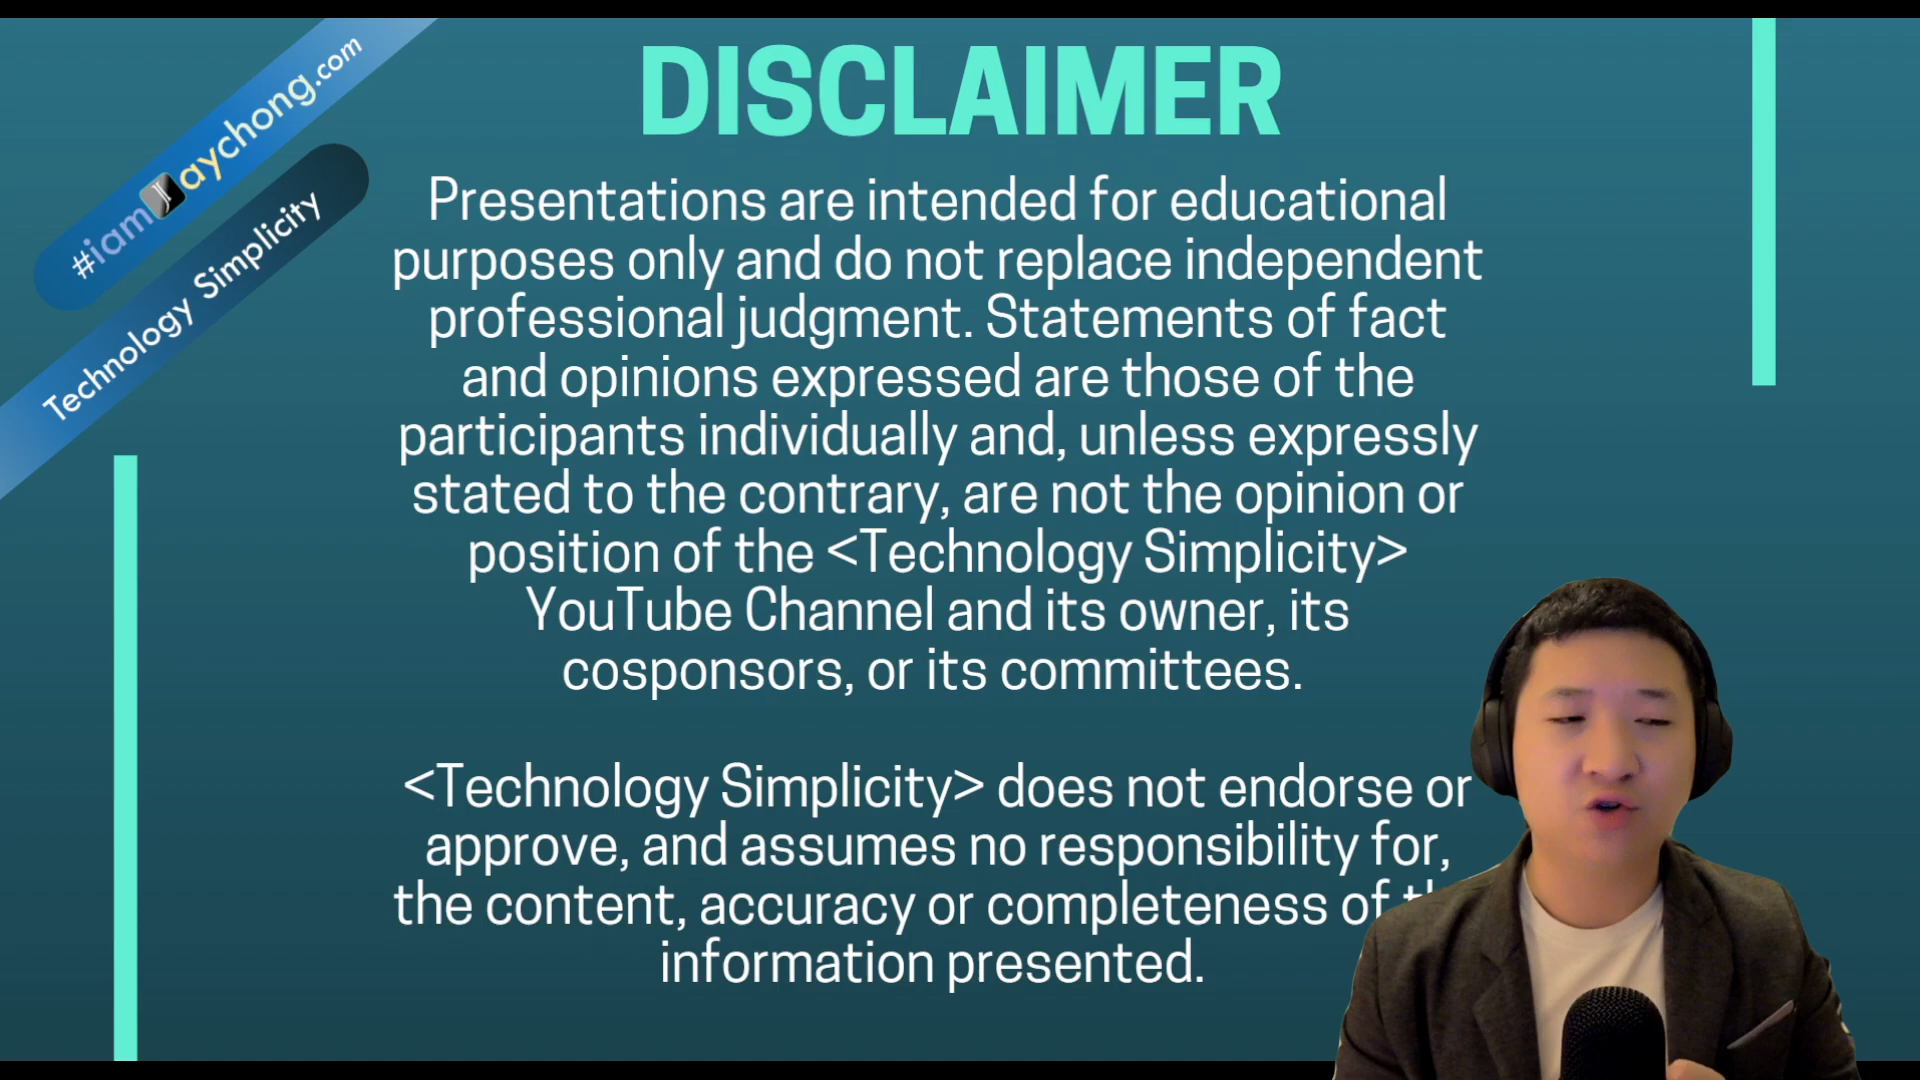 #iamJaychong.com
Technology Simplicity
DISCLAIMER
Presentations are intended for educational
purposes only and do not replace independent
professional judgment. Statements of fact
and opinions expressed are those of the
participants individually and, unless expressly
stated to the contrary, are not the opinion or
position of the <Technology Simplicity>
YouTube Channel and its owner, its
cosponsors, or its committees.
<Technology Simplicity> does not endorse or
approve, and assumes no responsibility for,
the content, accuracy or completeness of
information presented.